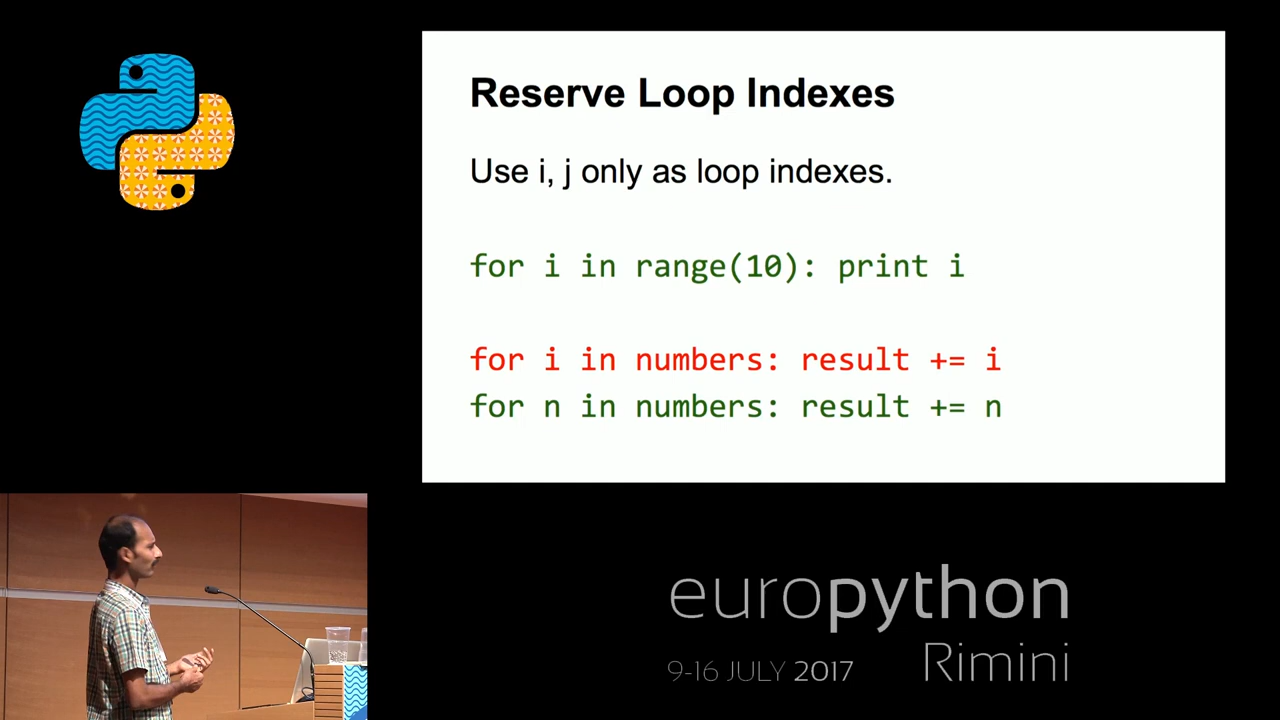 Reserve Loop Indexes
Use i, j only as loop indexes.
for i in range(10): print i
for i in numbers: result += i
for n in numbers: result += n
europython
Rimini
9-16 JULY 2017